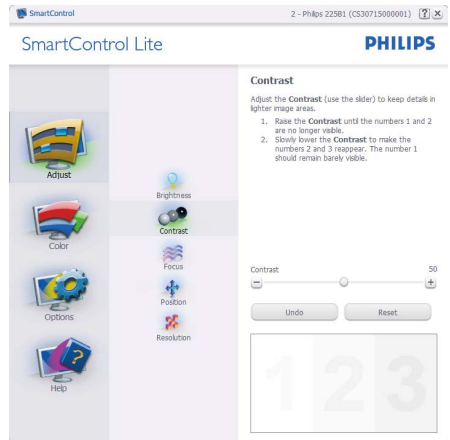 SmartControl
2 - Philips 225B1 (CS30715000001)
?
×
SmartControl Lite
PHILIPS
Adjust
Color
Options
Help
Brightness
Contrast
Focus
Position
Resolution
Contrast
Adjust the Contrast (use the slider) to keep details in
lighter image areas.
1. Raise the Contrast until the numbers 1 and 2
are no longer visible.
2. Slowly lower the Contrast to make the
numbers 2 and 3 reappear. The number 1
should remain barely visible.
Contrast
50
Undo
Reset
1 2 3